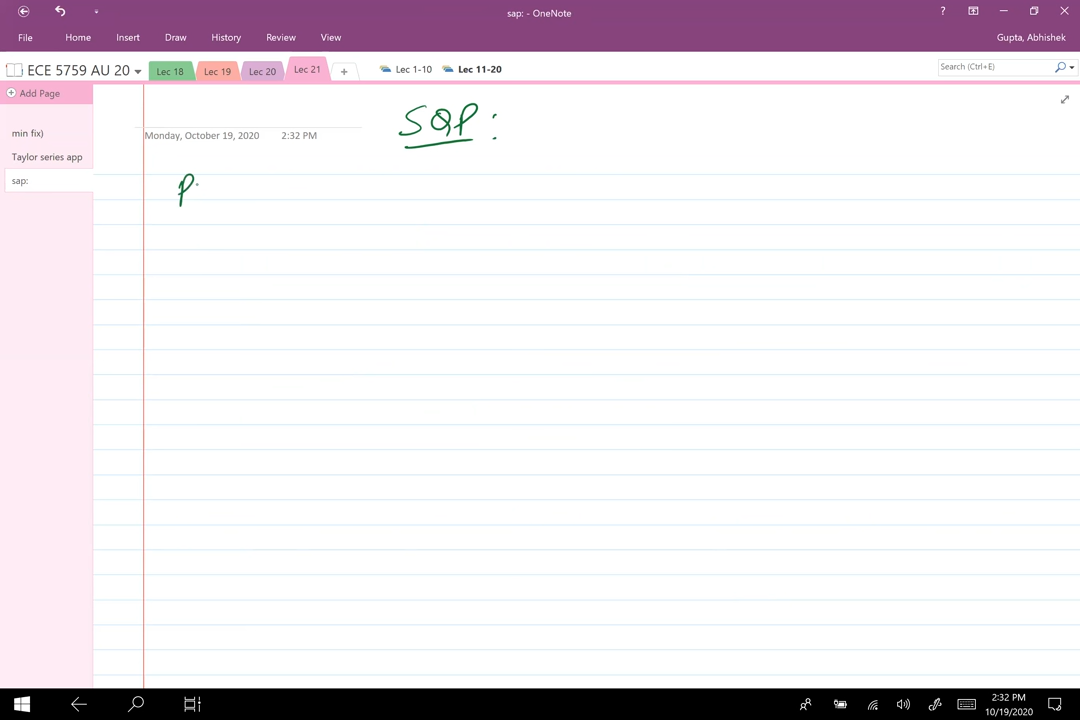 sap: - OneNote
?
File Home Insert Draw History Review View
Gupta, Abhishek
ECE 5759 AU 20 Lec 18 Lec 19 Lec 20 Lec 21 + Lec 1-10 Lec 11-20
Search (Ctrl+E)
Add Page
min fix)
Taylor series app
sap:
SQP:
Monday, October 19, 2020 2:32 PM
P
2:32 PM
10/19/2020